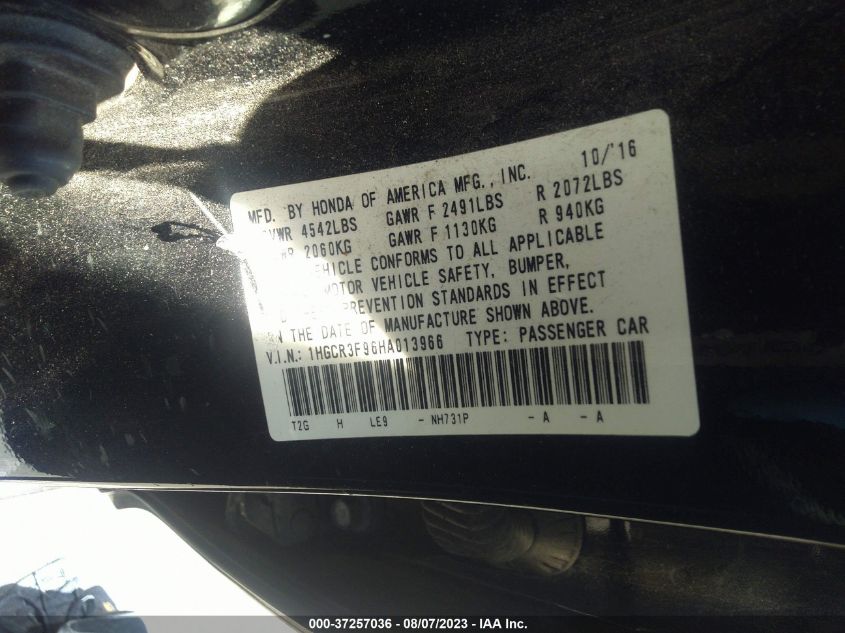 MFD. BY HONDA OF AMERICA MFG., INC. 10/'16
GVWR 4542LBS GAWR F 2491LBS R 2072LBS
2060KG GAWR F 1130KG R 940KG
VEHICLE CONFORMS TO ALL APPLICABLE
MOTOR VEHICLE SAFETY, BUMPER,
PREVENTION STANDARDS IN EFFECT
ON THE DATE OF MANUFACTURE SHOWN ABOVE.
V.I.N.: 1HGCR3F96HA013966 TYPE: PASSENGER CAR
T2G H LE9 - NH731P - A - A
000-37257036 - 08/07/2023 - IAA Inc.